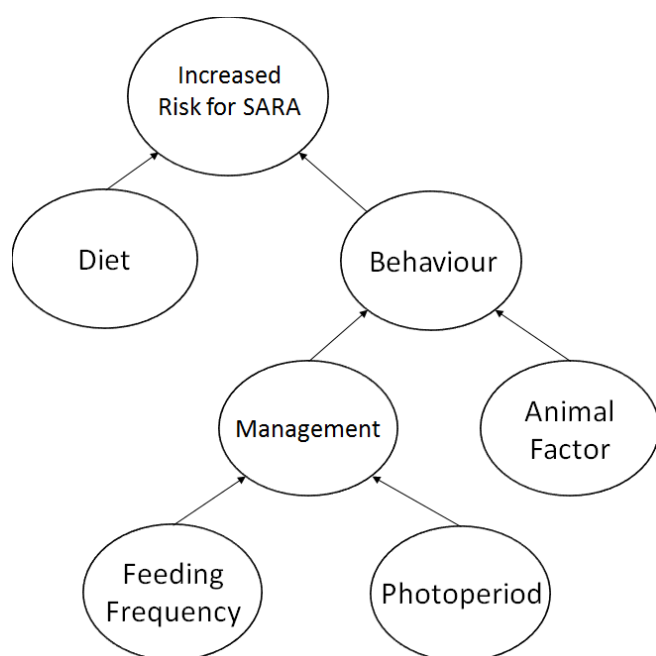 Increased
Risk for SARA
Diet
Behaviour
Management
Animal
Factor
Feeding
Frequency
Photoperiod